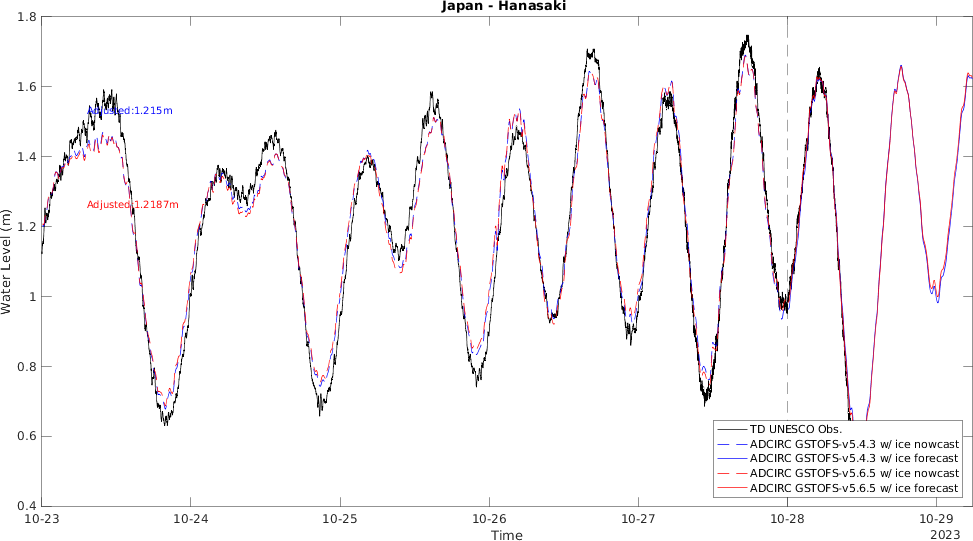 Japan - Hanasaki
1.8
1.6
1.4
1.2
1
0.8
0.6
0.4
Water Level (m)
Adjusted:1.215m
Adjusted:1.2187m
TD UNESCO Obs.
ADCIRC GSTOFS-v5.4.3 w/ ice nowcast
ADCIRC GSTOFS-v5.4.3 w/ ice forecast
ADCIRC GSTOFS-v5.6.5 w/ ice nowcast
ADCIRC GSTOFS-v5.6.5 w/ ice forecast
10-23 10-24 10-25 10-26 10-27 10-28 10-29
2023
Time